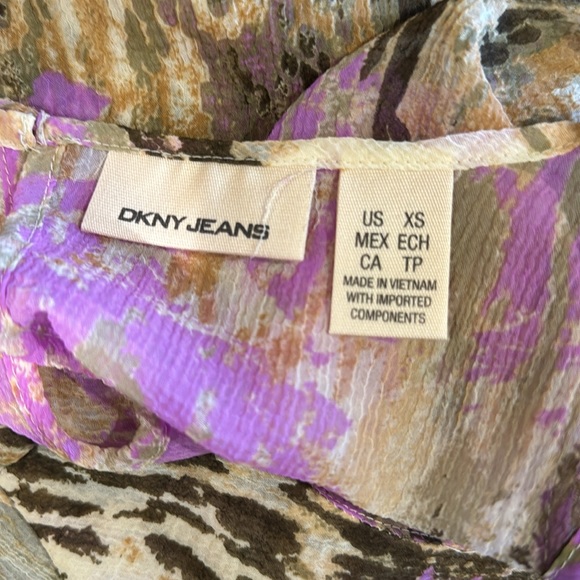 DKNY JEANS
US XS
MEX ECH
CA TP
MADE IN VIETNAM
WITH IMPORTED
COMPONENTS